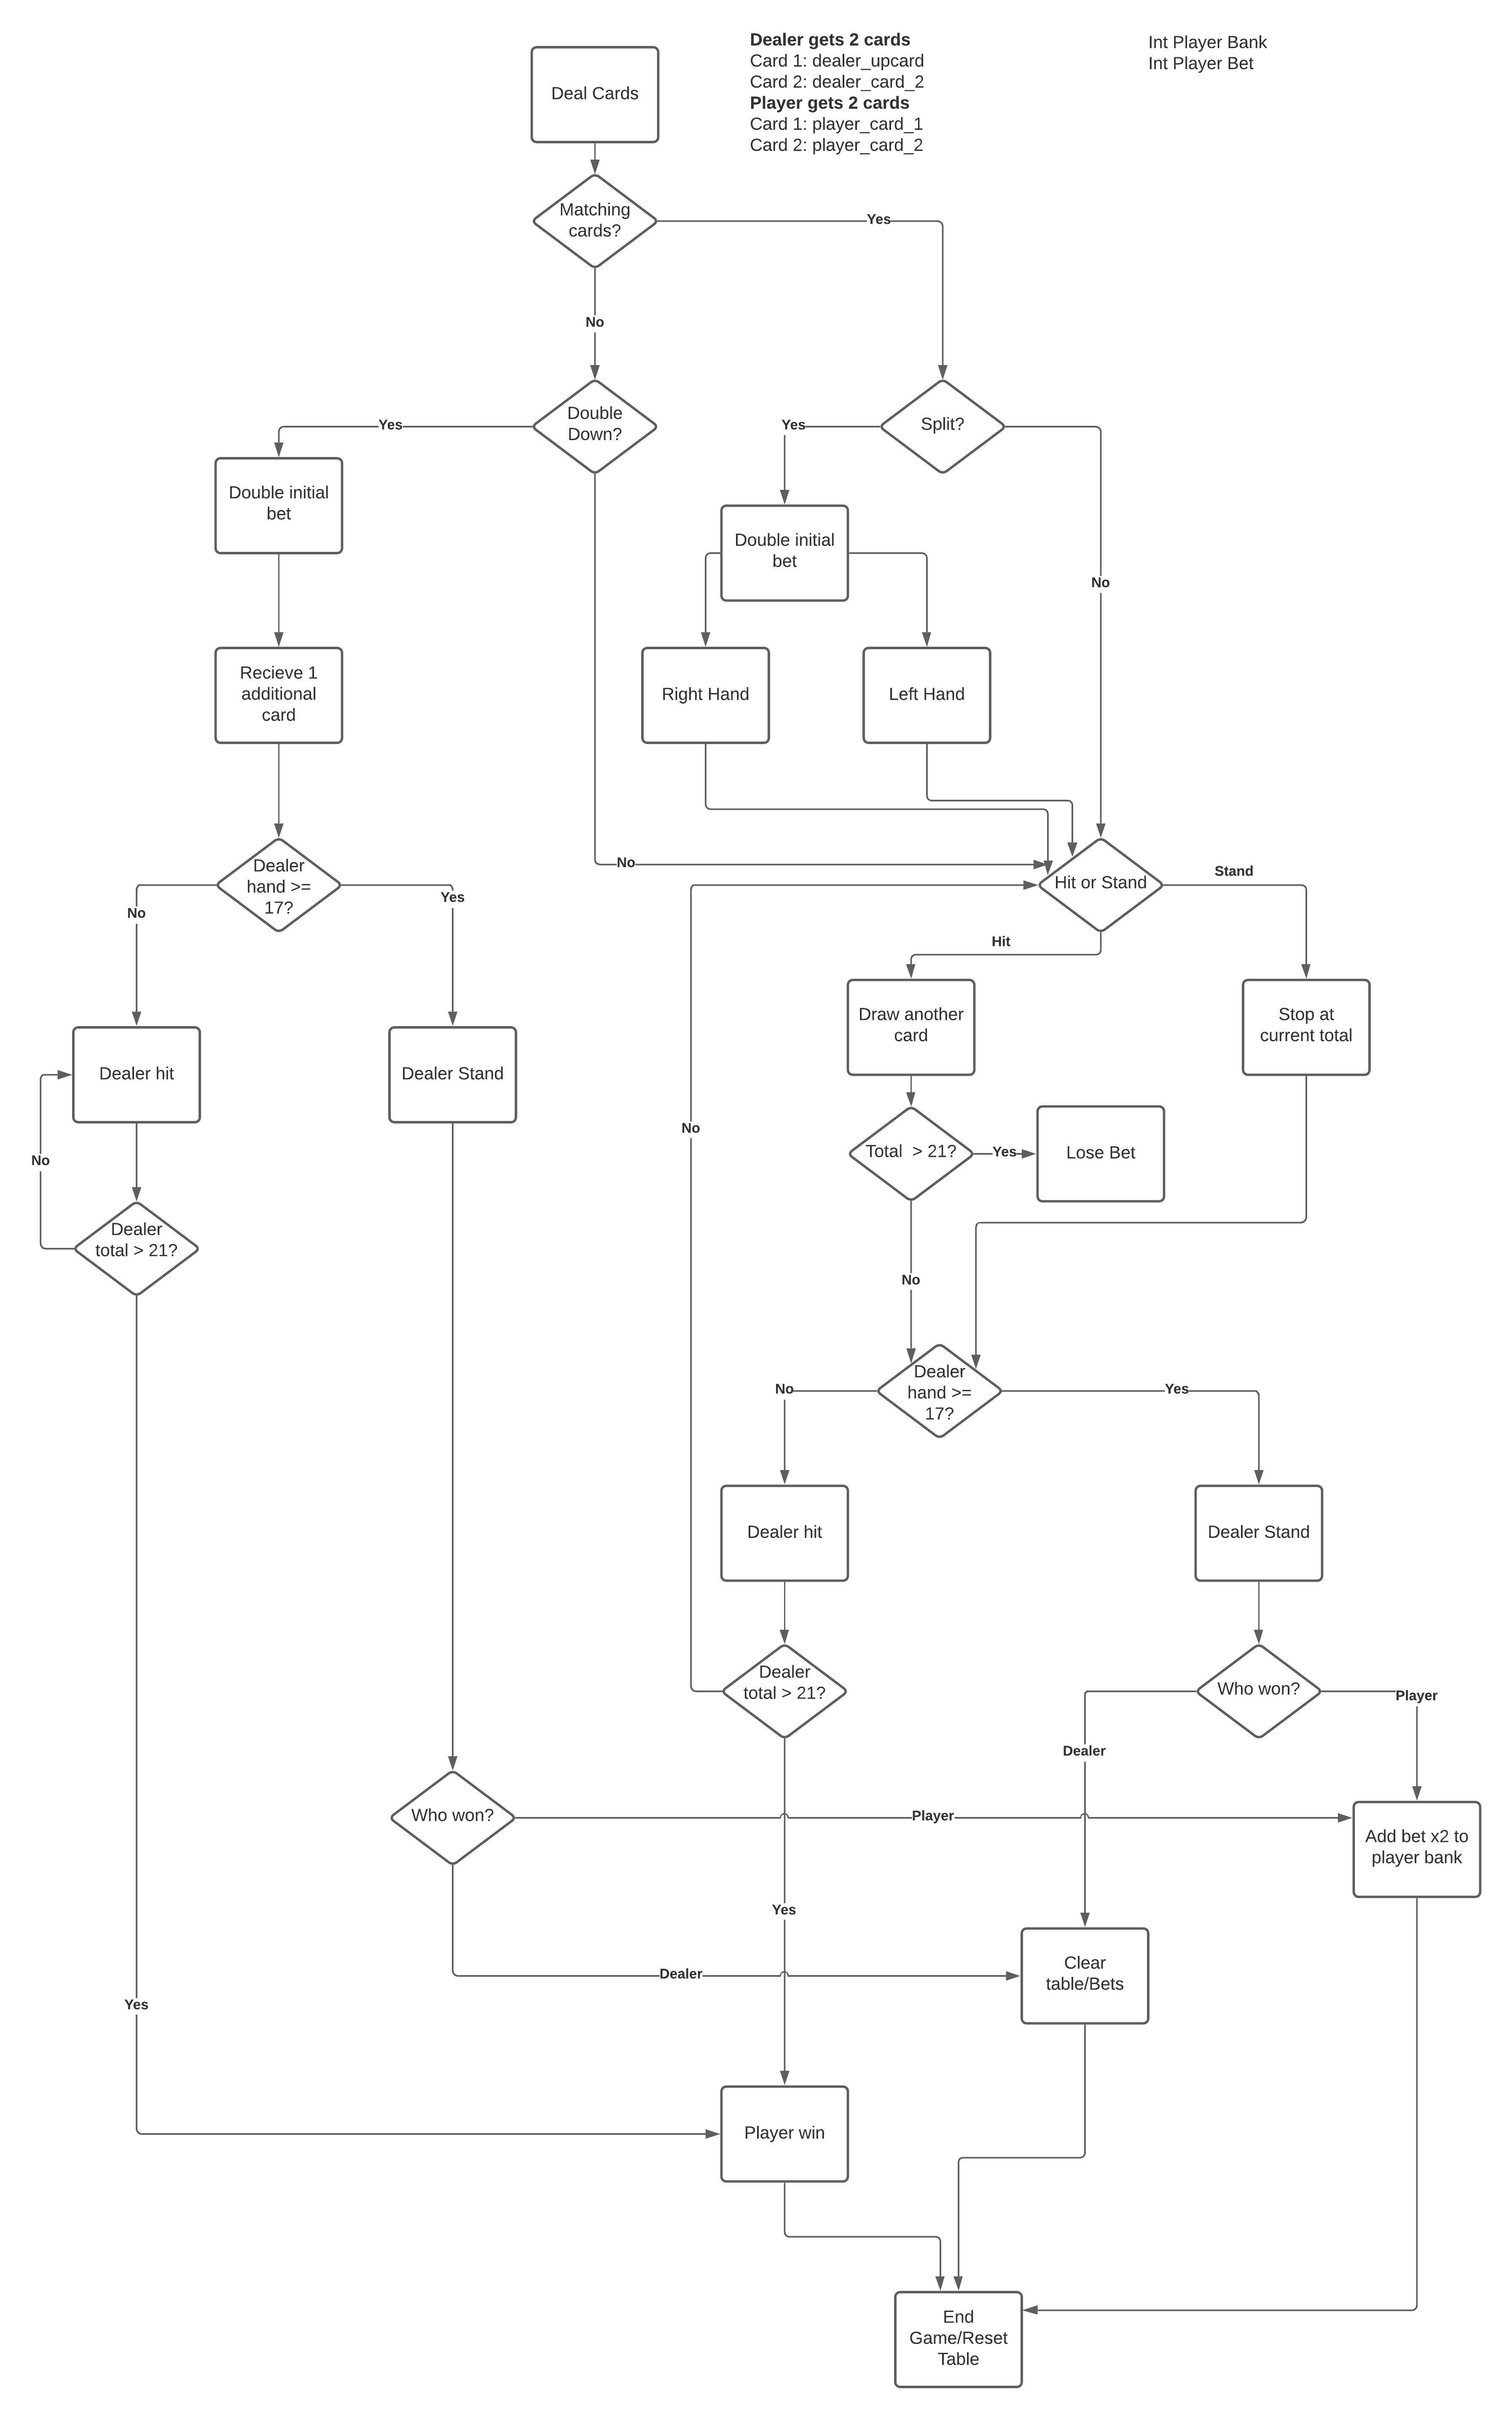 Dealer gets 2 cards
Card 1: dealer_upcard
Card 2: dealer_card_2
Player gets 2 cards
Card 1: player_card_1
Card 2: player_card_2
Int Player Bank
Int Player Bet
Deal Cards
Matching
cards?
Yes
No
Double
Down?
Yes
Split?
Yes
Double initial
bet
Double initial
bet
No
Recieve 1
additional
card
Right Hand
Left Hand
No
Dealer
hand >=
17?
No
Yes
Hit or Stand
Stand
Hit
Draw another
card
Stop at
current total
Dealer hit
Dealer Stand
No
No
Total  > 21?
Yes
Lose Bet
Dealer
total > 21?
No
Dealer
hand >=
17?
No
Yes
Dealer hit
Dealer Stand
Dealer
total > 21?
Who won?
Player
Dealer
Who won?
Player
Add bet x2 to
player bank
Yes
Dealer
Clear
table/Bets
Yes
Player win
End
Game/Reset
Table